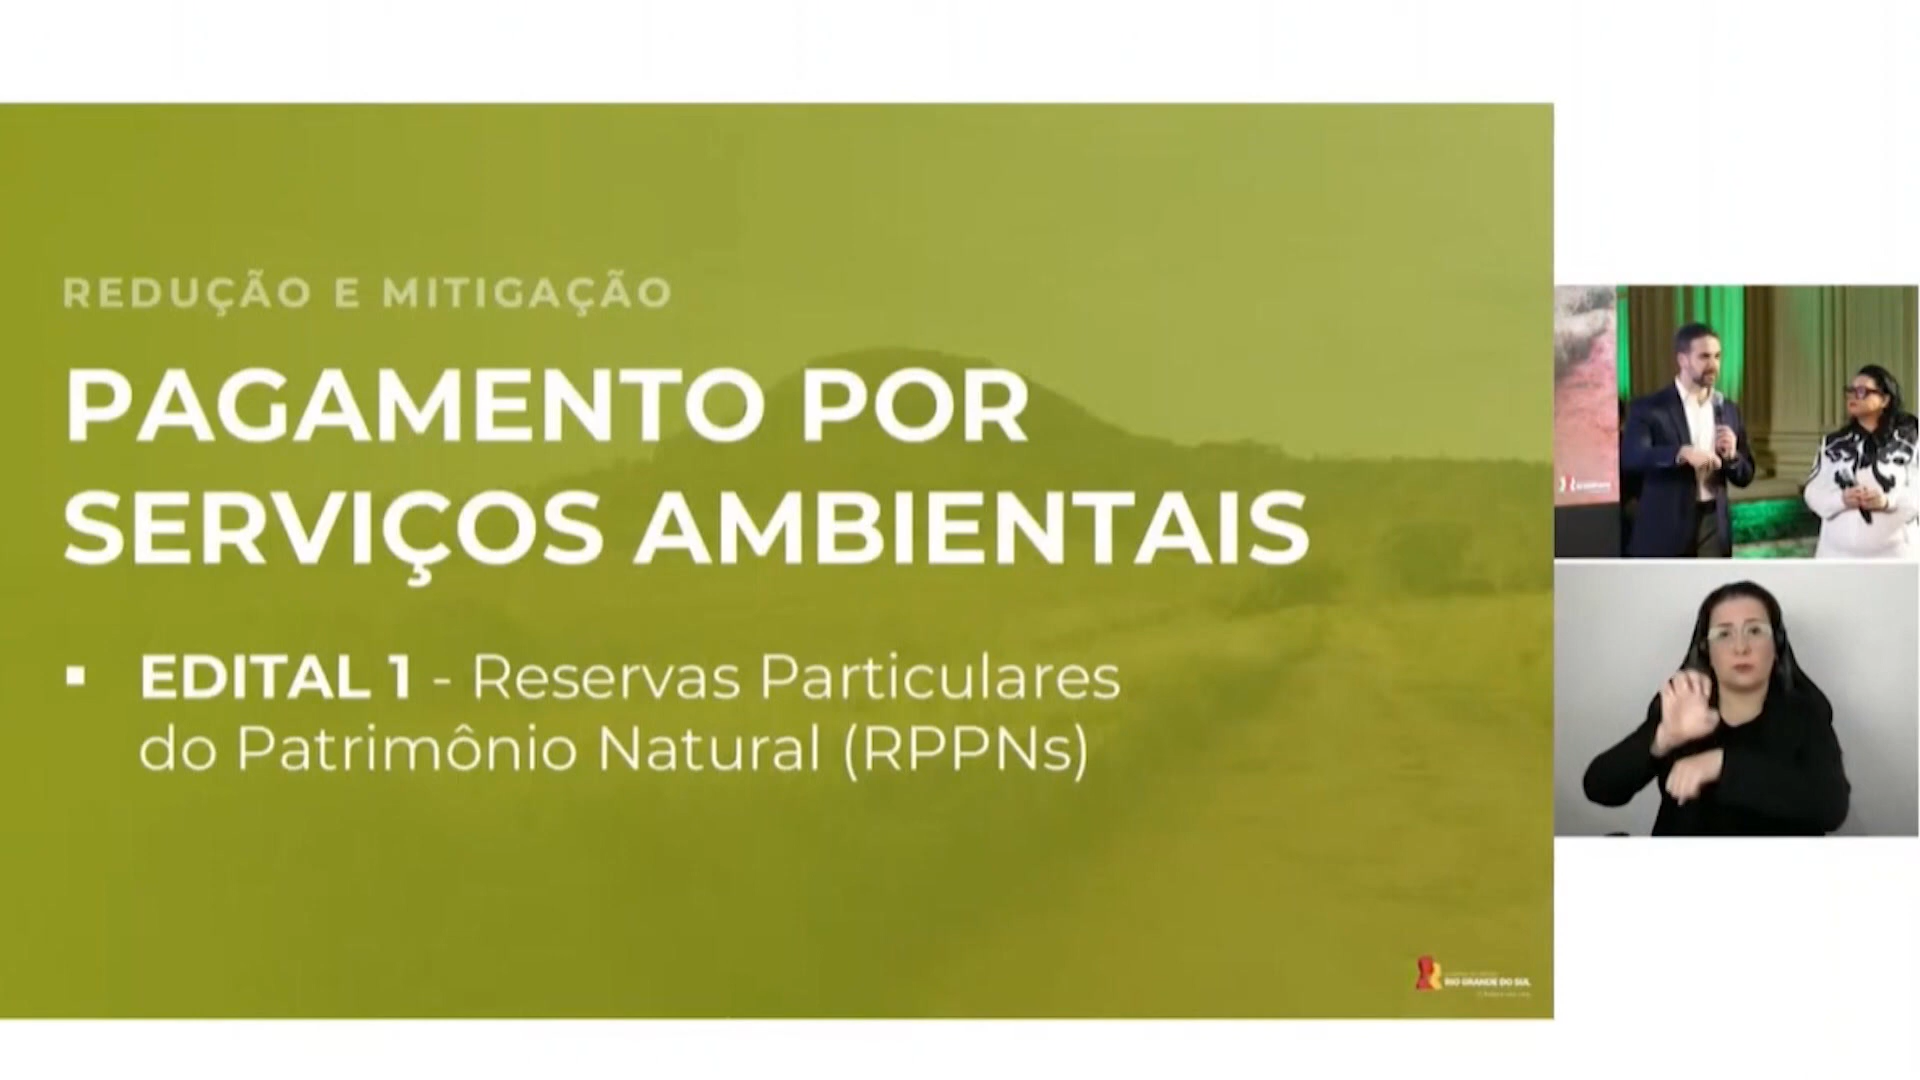 REDUÇÃO E MITIGAÇÃO
PAGAMENTO POR
SERVIÇOS AMBIENTAIS
▪ EDITAL 1 - Reservas Particulares
do Patrimônio Natural (RPPNs)
RIO GRANDE DO SUL